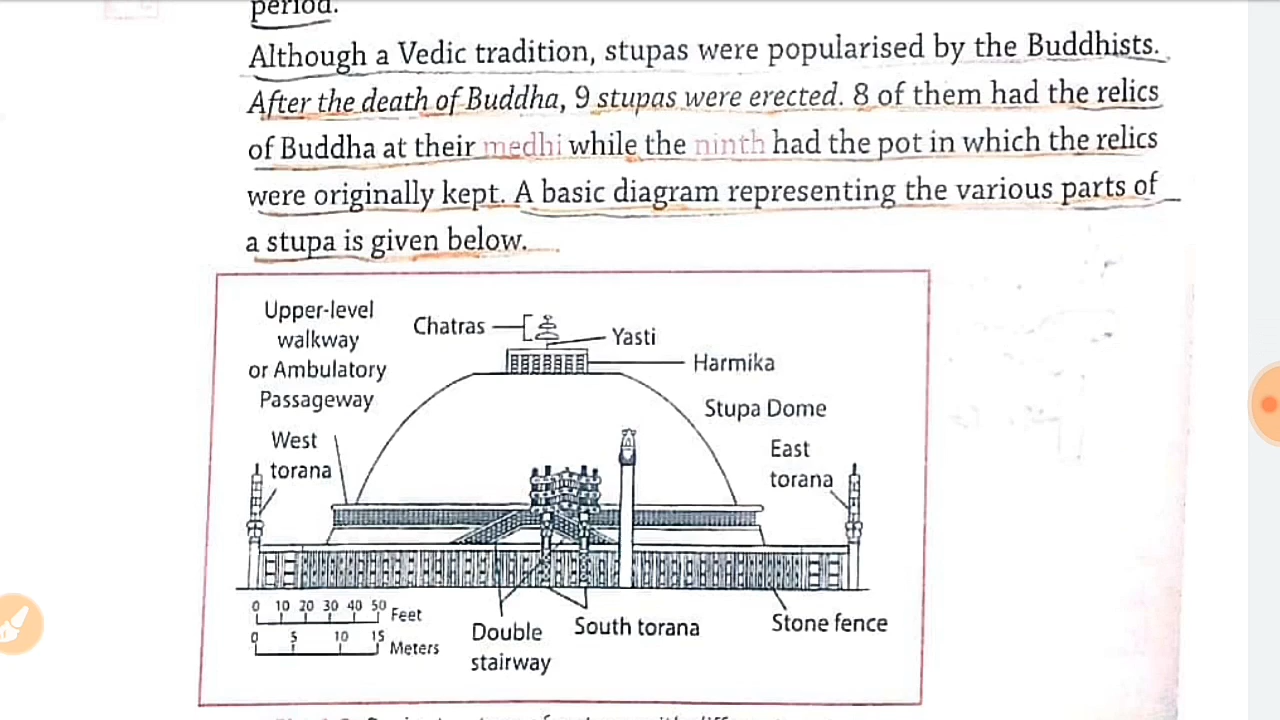 period.
Although a Vedic tradition, stupas were popularised by the Buddhists.
After the death of Buddha, 9 stupas were erected. 8 of them had the relics
of Buddha at their medhi while the ninth had the pot in which the relics
were originally kept. A basic diagram representing the various parts of
a stupa is given below.
Upper-level
walkway
or Ambulatory
Passageway
Chatras
Yasti
Harmika
Stupa Dome
West
torana
East
torana
0 10 20 30 40 50 Feet
0 5 10 15 Meters
Double
stairway
South torana
Stone fence